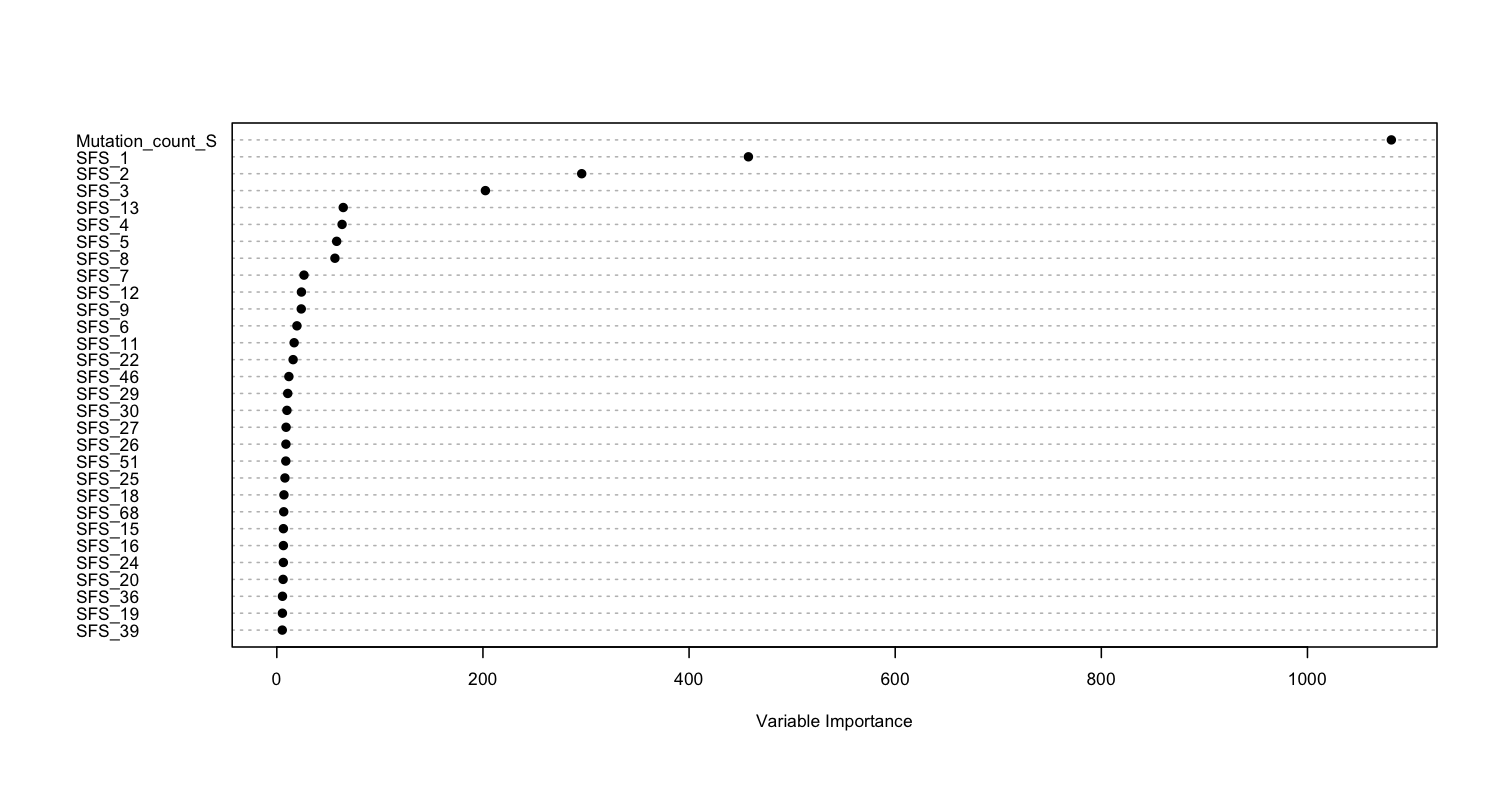 Mutation_count_S
SFS_1
SFS_2
SFS_3
SFS_13
SFS_4
SFS_5
SFS_8
SFS_7
SFS_12
SFS_9
SFS_6
SFS_11
SFS_22
SFS_46
SFS_29
SFS_30
SFS_27
SFS_26
SFS_51
SFS_25
SFS_18
SFS_68
SFS_15
SFS_16
SFS_24
SFS_20
SFS_36
SFS_19
SFS_39
0 200 400 600 800 1000
Variable Importance